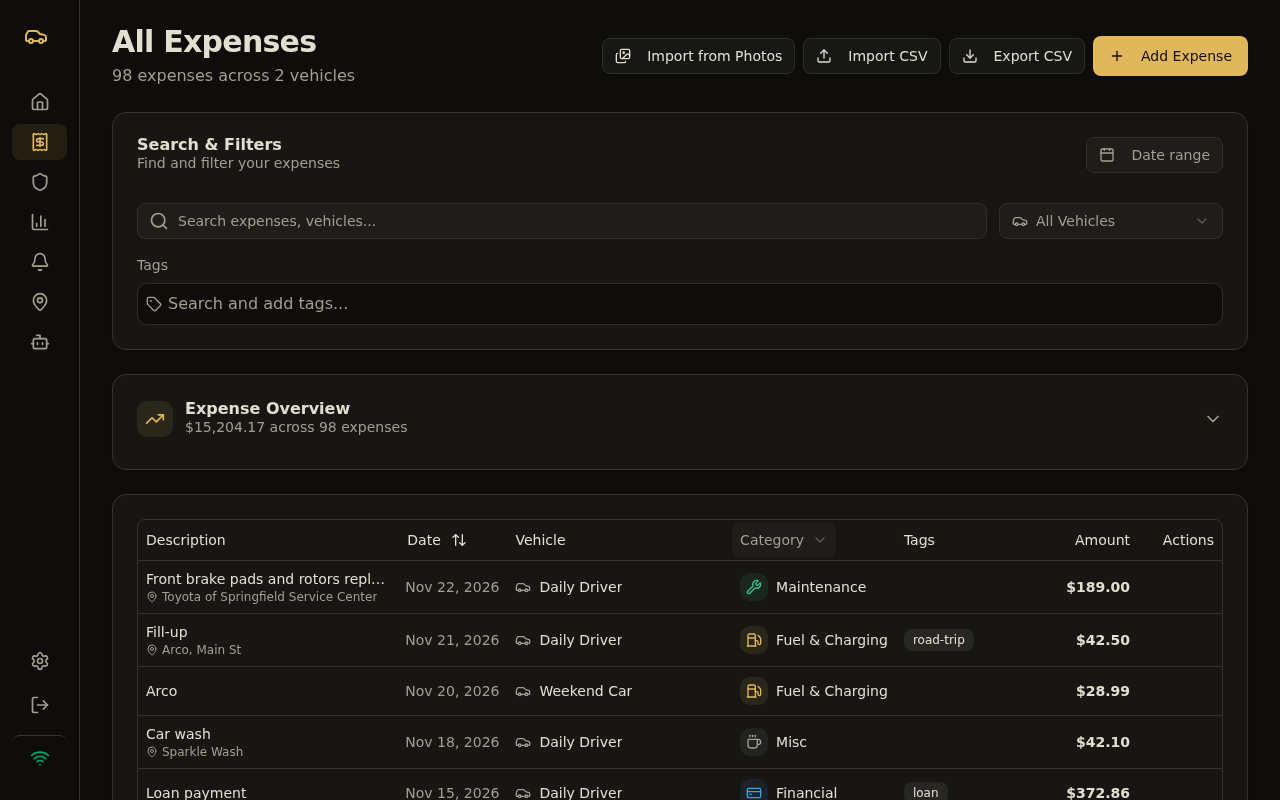 All Expenses
98 expenses across 2 vehicles
Import from Photos
Import CSV
Export CSV
Add Expense
Search & Filters
Find and filter your expenses
Date range
Search expenses, vehicles...
All Vehicles
Tags
Search and add tags...
Expense Overview
$15,204.17 across 98 expenses
Description Date Vehicle Category Tags Amount Actions
Front brake pads and rotors repl... Nov 22, 2026 Daily Driver Maintenance $189.00
Toyota of Springfield Service Center
Fill-up Nov 21, 2026 Daily Driver Fuel & Charging road-trip $42.50
Arco, Main St
Arco Nov 20, 2026 Weekend Car Fuel & Charging $28.99
Car wash Nov 18, 2026 Daily Driver Misc $42.10
Sparkle Wash
Loan payment Nov 15, 2026 Daily Driver Financial loan $372.86